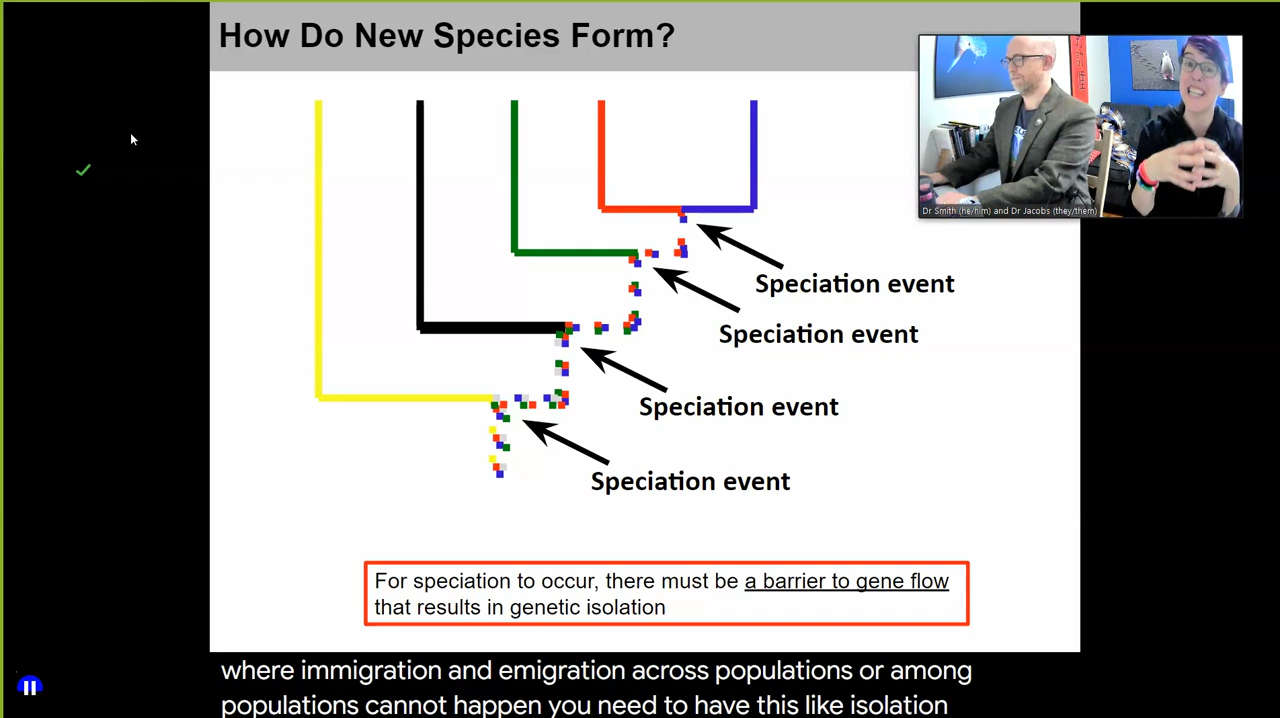 How Do New Species Form?
Dr Smith (he/him) and Dr Jacobs (they/them)
Speciation event
Speciation event
Speciation event
Speciation event
For speciation to occur, there must be a barrier to gene flow
that results in genetic isolation
where immigration and emigration across populations or among
populations cannot happen you need to have this like isolation